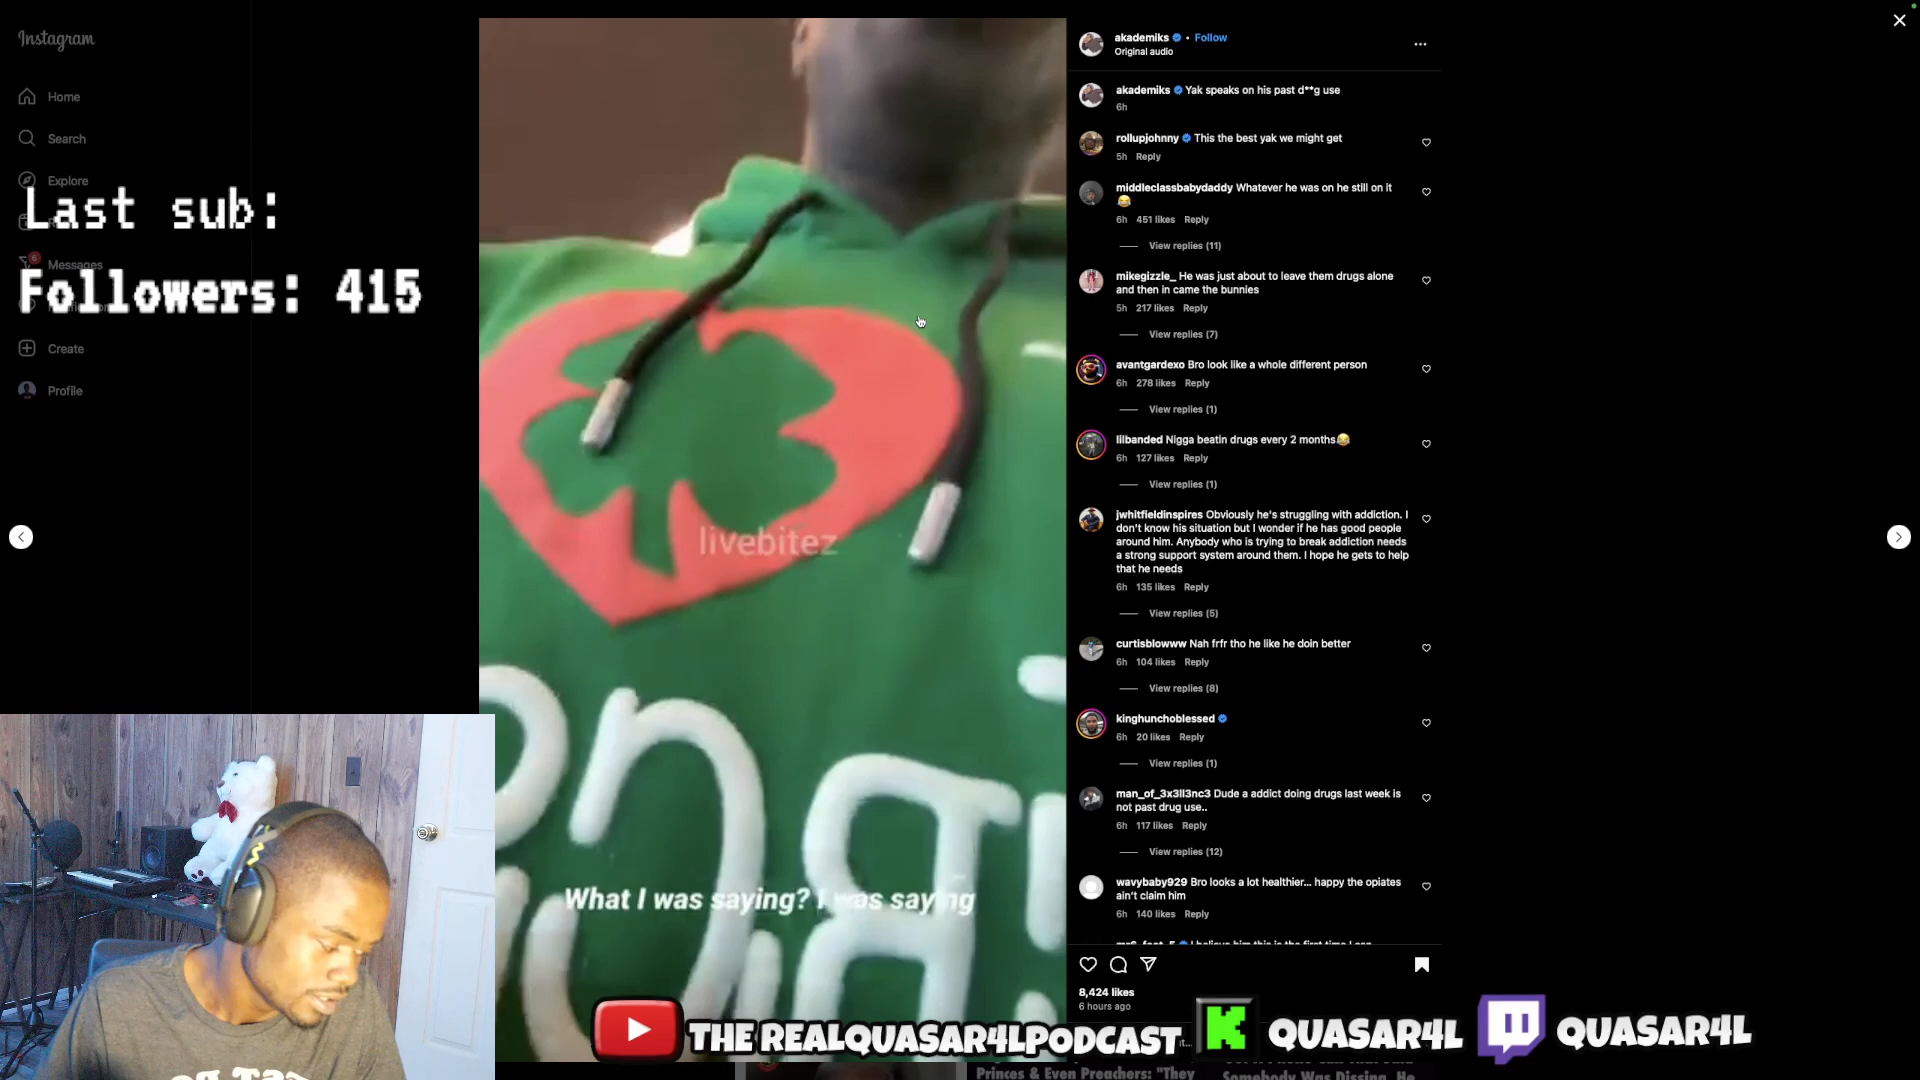 Instagram
Home
Search
Explore
Messages
6
Create
Profile
Last sub:
Followers: 415
livebitez
What I was saying? I was saying
akademiks • Follow
Original audio
akademiks Yak speaks on his past d**g use
6h
rollupjohnny This the best yak we might get
5h Reply
middleclassbabydaddy Whatever he was on he still on it
😂
6h 451 likes Reply
View replies (11)
mikegizzle_ He was just about to leave them drugs alone
and then in came the bunnies
5h 217 likes Reply
View replies (7)
avantgardexo Bro look like a whole different person
6h 278 likes Reply
View replies (1)
lilbanded Nigga beatin drugs every 2 months😂
6h 127 likes Reply
View replies (1)
jwhitfieldinspires Obviously he's struggling with addiction. I
don't know his situation but I wonder if he has good people
around him. Anybody who is trying to break addiction needs
a strong support system around them. I hope he gets to help
that he needs
6h 135 likes Reply
View replies (5)
curtisblowww Nah frfr tho he like he doin better
6h 104 likes Reply
View replies (8)
kinghunchoblessed
6h 20 likes Reply
View replies (1)
man_of_3x3ll3nc3 Dude a addict doing drugs last week is
not past drug use..
6h 117 likes Reply
View replies (12)
wavybaby929 Bro looks a lot healthier... happy the opiates
ain't claim him
6h 140 likes Reply
8,424 likes
6 hours ago
THE REALQUASAR4LPODCAST
K QUASAR4L
QUASAR4L
Princes & Even Preachers: "They
Somebody Was Dissing, He